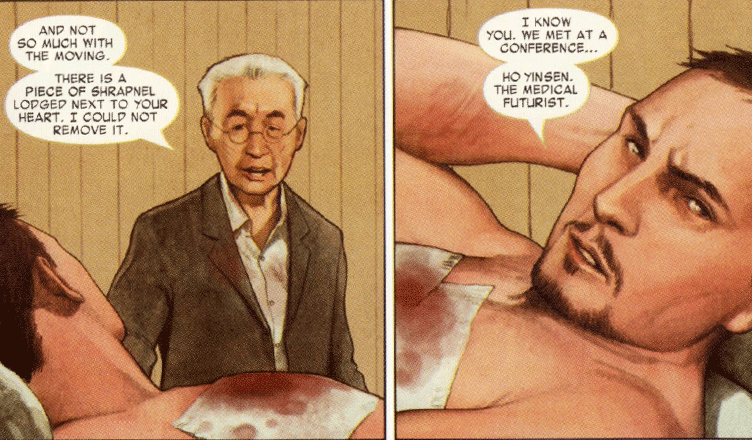 AND NOT
SO MUCH WITH
THE MOVING.
THERE IS A
PIECE OF SHRAPNEL
LODGED NEXT TO YOUR
HEART. I COULD NOT
REMOVE IT.
I KNOW
YOU. WE MET AT A
CONFERENCE...
HO YINSEN.
THE MEDICAL
FUTURIST.